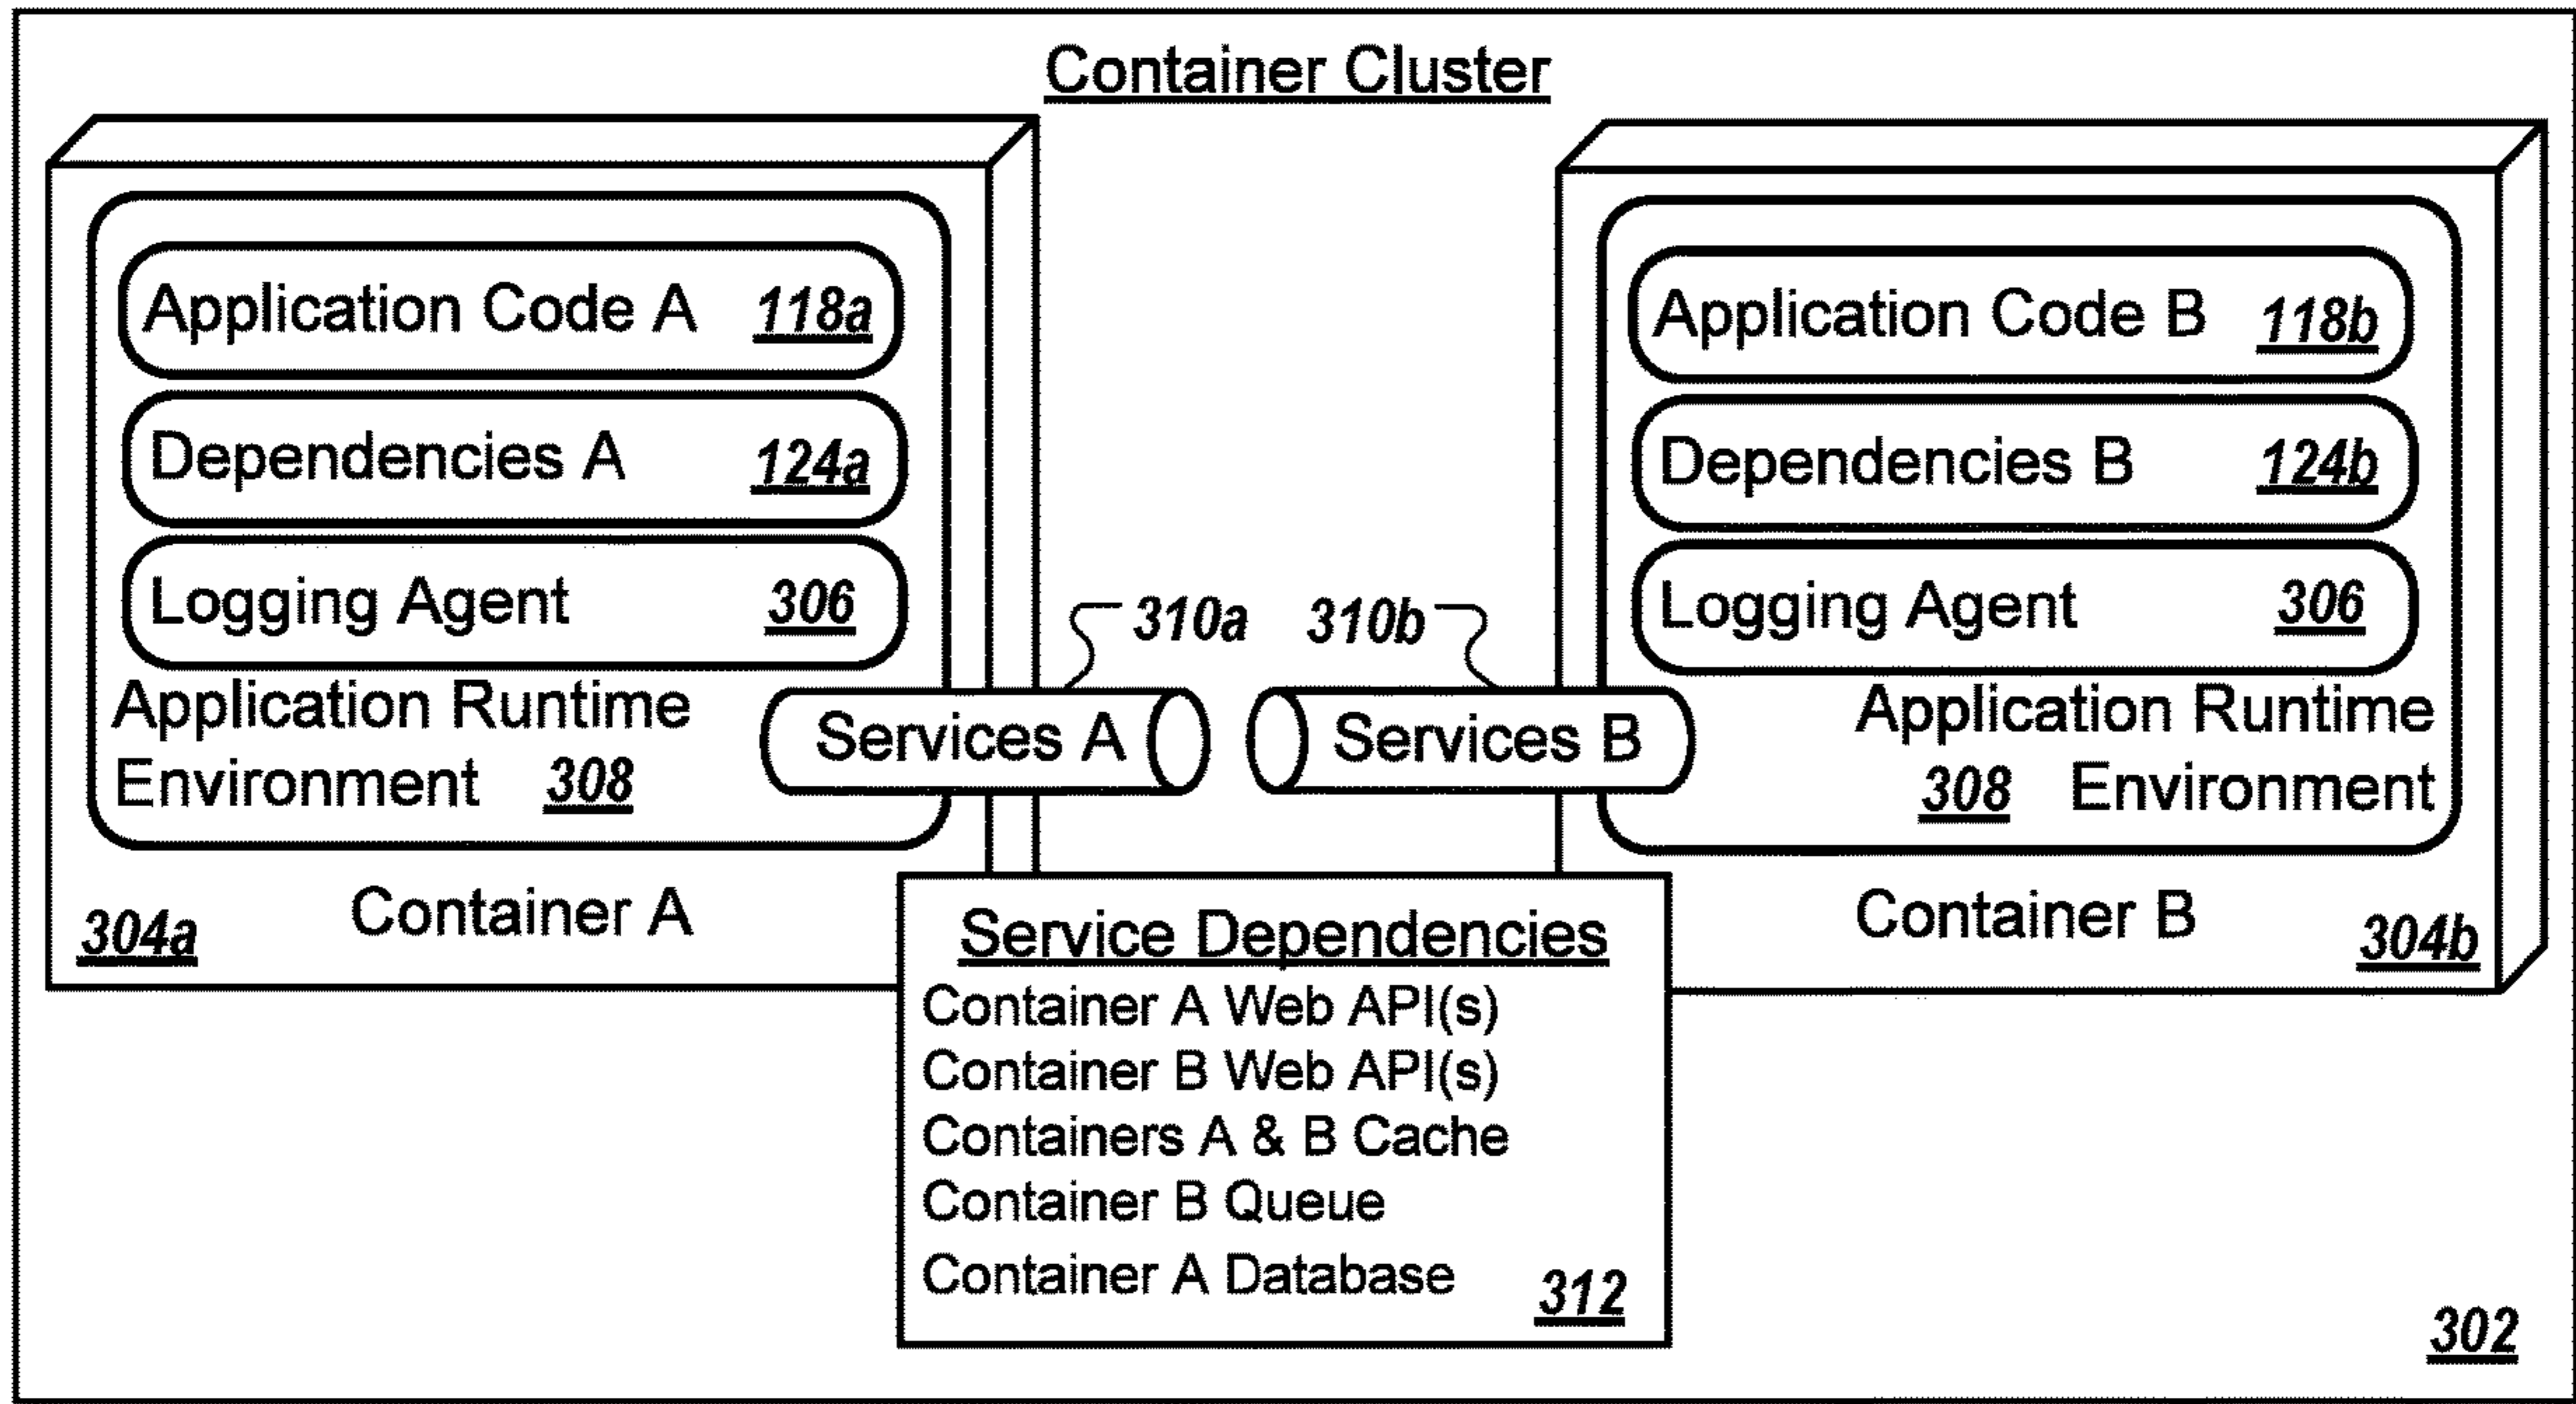 Container Cluster
Application Code A 118a
Dependencies A 124a
Logging Agent 306
Application Runtime
Environment 308
Container A
304a
310a
Services A
310b
Services B
Application Code B 118b
Dependencies B 124b
Logging Agent 306
Application Runtime
308 Environment
Container B
304b
Service Dependencies
Container A Web API(s)
Container B Web API(s)
Containers A & B Cache
Container B Queue
Container A Database
312
302